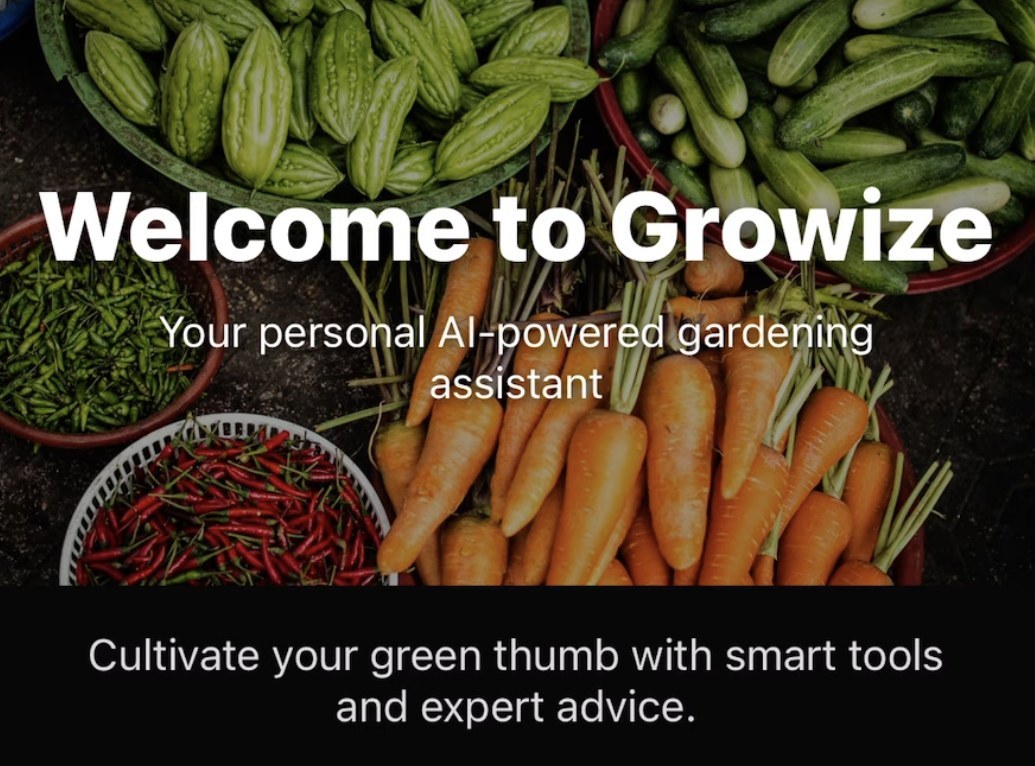 Welcome to Growize
Your personal AI-powered gardening
assistant
Cultivate your green thumb with smart tools
and expert advice.